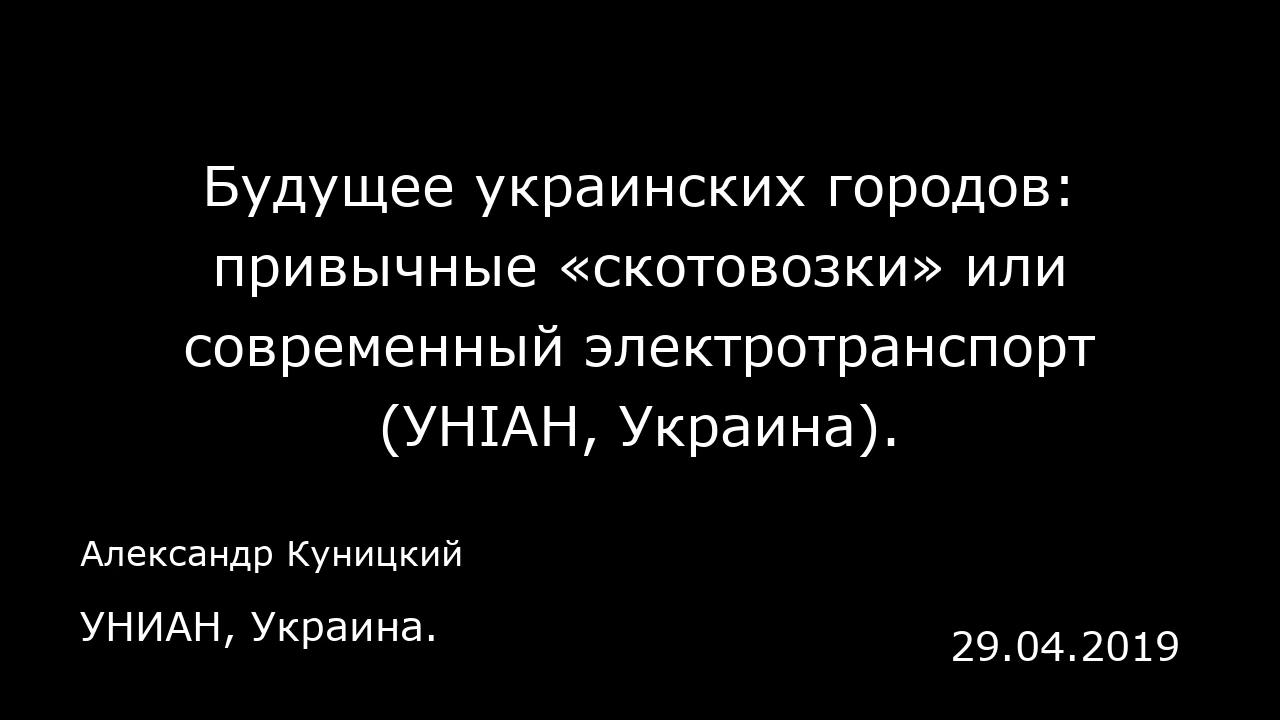 Будущее украинских городов:
привычные «скотовозки» или
современный электротранспорт
(УНІАН, Украина).
Александр Куницкий
УНИАН, Украина.
29.04.2019